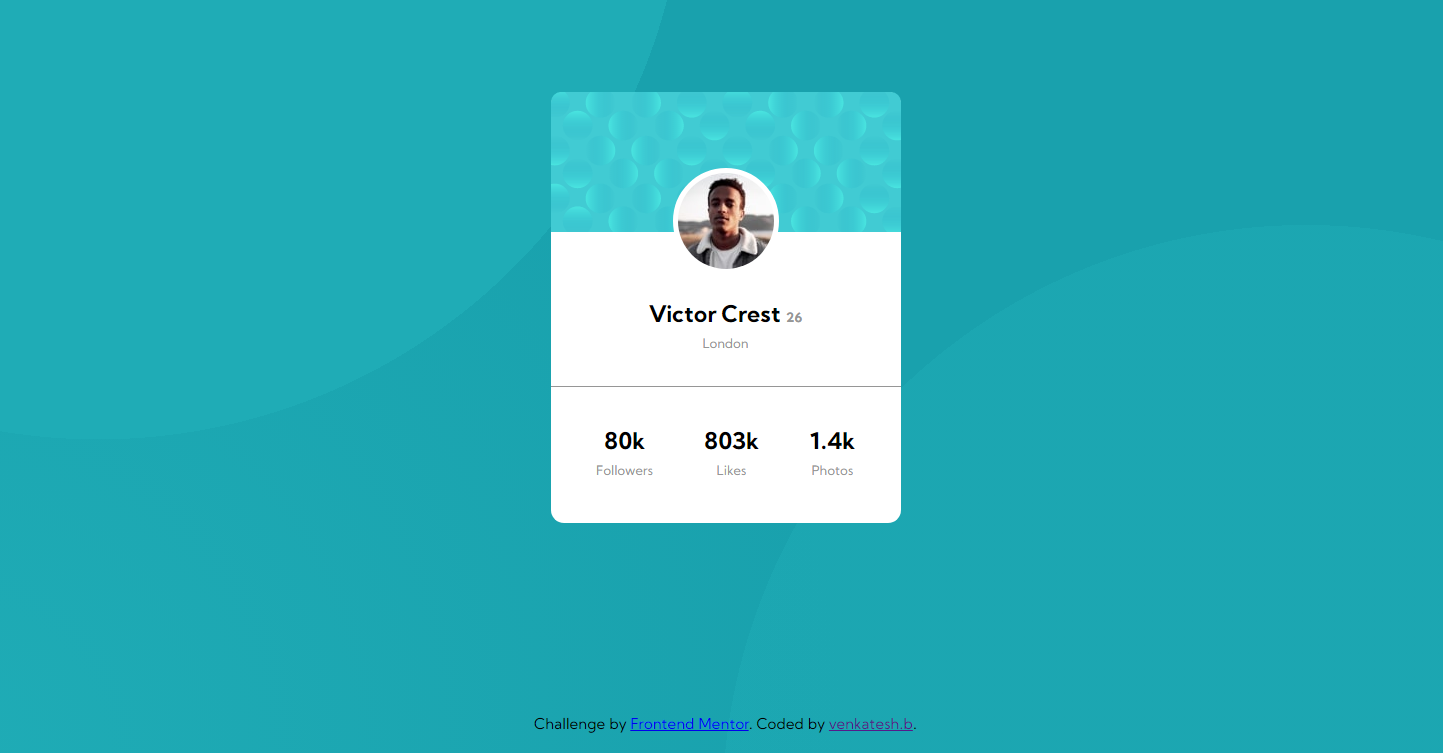 Victor Crest 26
London
80k 803k 1.4k
Followers Likes Photos
Challenge by Frontend Mentor. Coded by venkatesh.b.